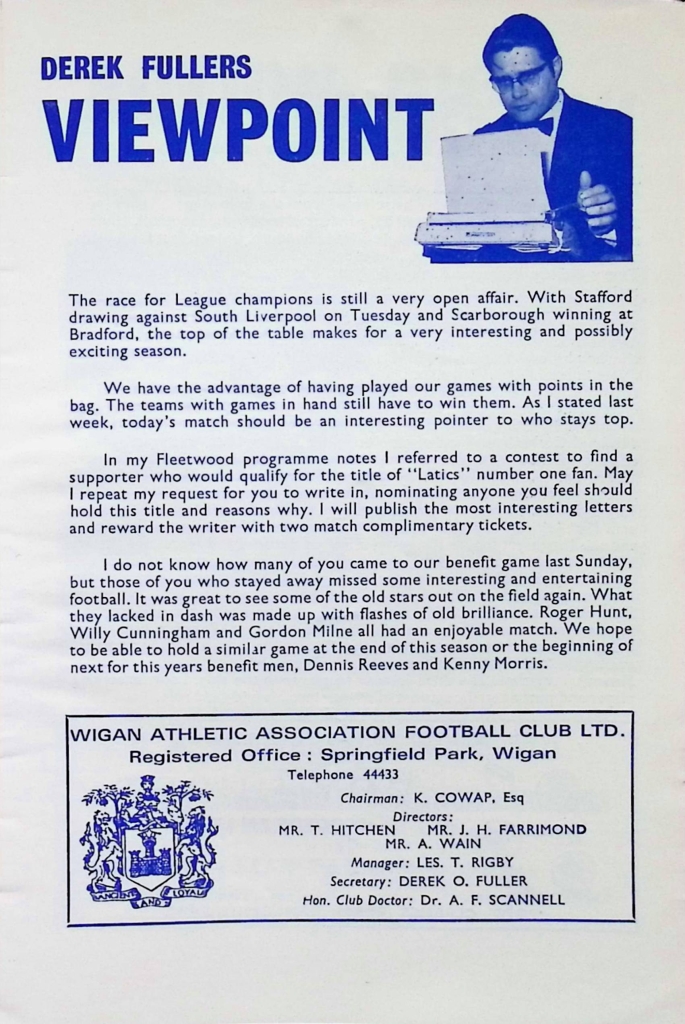 DEREK FULLERS
VIEWPOINT
The race for League champions is still a very open affair. With Stafford
drawing against South Liverpool on Tuesday and Scarborough winning at
Bradford, the top of the table makes for a very interesting and possibly
exciting season.
We have the advantage of having played our games with points in the
bag. The teams with games in hand still have to win them. As I stated last
week, today's match should be an interesting pointer to who stays top.
In my Fleetwood programme notes I referred to a contest to find a
supporter who would qualify for the title of "Latics" number one fan. May
I repeat my request for you to write in, nominating anyone you feel should
hold this title and reasons why. I will publish the most interesting letters
and reward the writer with two match complimentary tickets.
I do not know how many of you came to our benefit game last Sunday,
but those of you who stayed away missed some interesting and entertaining
football. It was great to see some of the old stars out on the field again. What
they lacked in dash was made up with flashes of old brilliance. Roger Hunt,
Willy Cunningham and Gordon Milne all had an enjoyable match. We hope
to be able to hold a similar game at the end of this season or the beginning of
next for this years benefit men, Dennis Reeves and Kenny Morris.
WIGAN ATHLETIC ASSOCIATION FOOTBALL CLUB LTD.
Registered Office : Springfield Park, Wigan
Telephone 44433
Chairman: K. COWAP, Esq
Directors:
MR. T. HITCHEN MR. J. H. FARRIMOND
MR. A. WAIN
Manager: LES. T. RIGBY
Secretary: DEREK O. FULLER
Hon. Club Doctor: Dr. A. F. SCANNELL
ANCIENT AND LOYAL